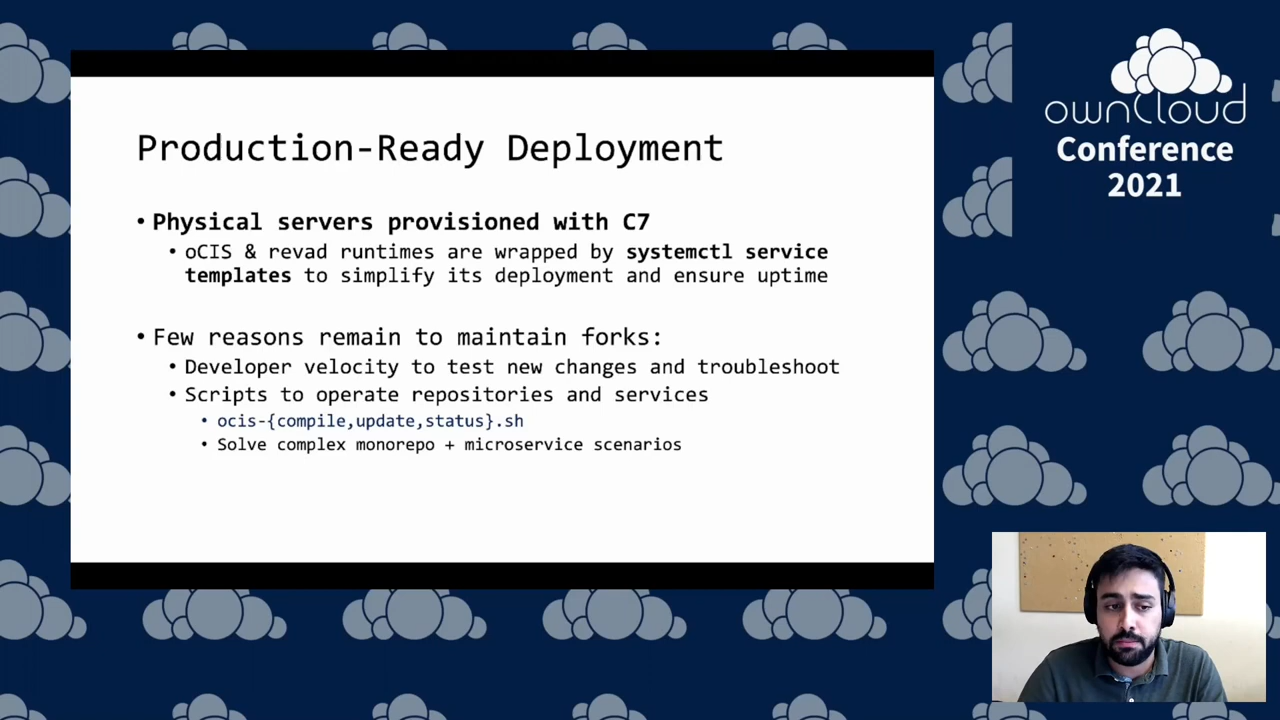 Production-Ready Deployment
• Physical servers provisioned with C7
• oCIS & revad runtimes are wrapped by systemctl service
templates to simplify its deployment and ensure uptime
• Few reasons remain to maintain forks:
• Developer velocity to test new changes and troubleshoot
• Scripts to operate repositories and services
• ocis-{compile,update,status}.sh
• Solve complex monorepo + microservice scenarios
ownCloud
Conference
2021